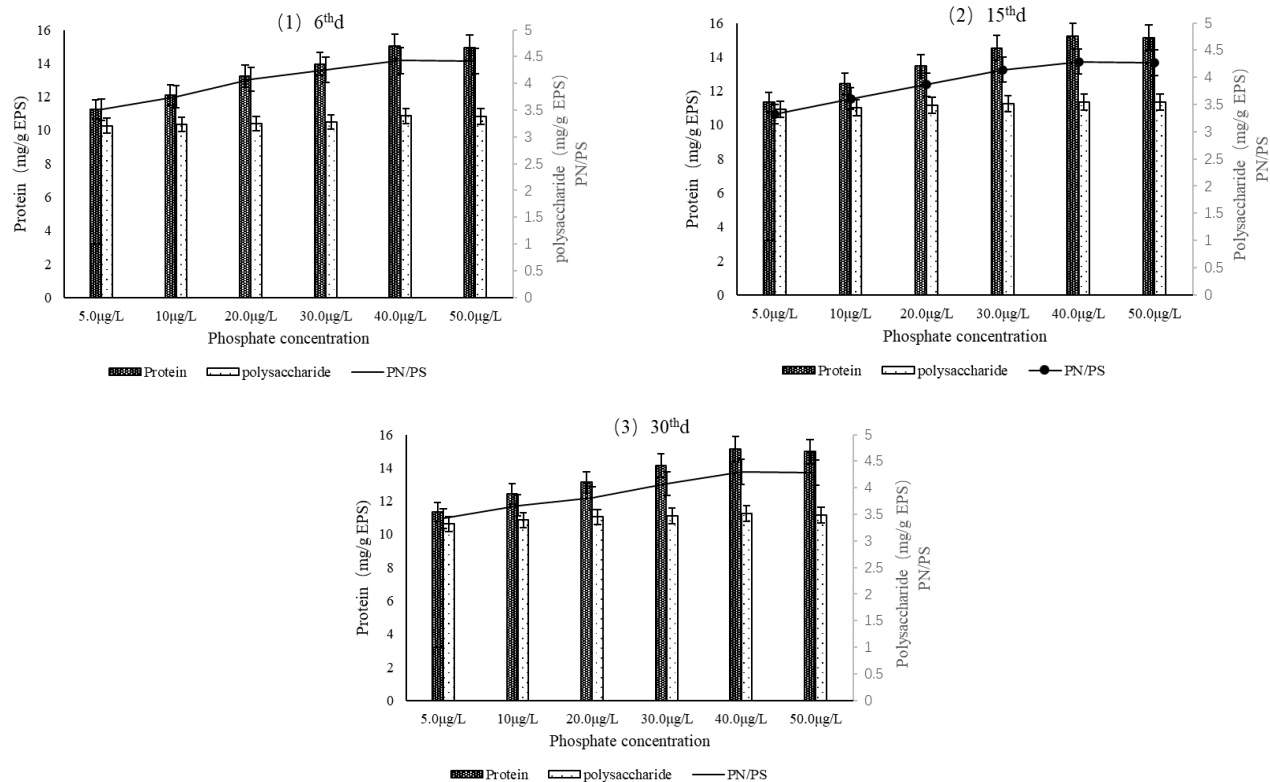 (1) 6thd
Protein (mg/g EPS)
16
14
12
10
8
6
4
2
0
5
4.5
4
3.5
3
2.5
2
1.5
1
0.5
0
polysaccharide (mg/g EPS)
PN/PS
5.0μg/L 10μg/L 20.0μg/L 30.0μg/L 40.0μg/L 50.0μg/L
Phosphate concentration
Protein polysaccharide PN/PS
(2) 15thd
Protein (mg/g EPS)
16
14
12
10
8
6
4
2
0
5
4.5
4
3.5
3
2.5
2
1.5
1
0.5
0
Polysaccharide (mg/g EPS)
PN/PS
5.0μg/L 10μg/L 20.0μg/L 30.0μg/L 40.0μg/L 50.0μg/L
Phosphate concentration
Protein polysaccharide PN/PS
(3) 30thd
Protein (mg/g EPS)
16
14
12
10
8
6
4
2
0
5
4.5
4
3.5
3
2.5
2
1.5
1
0.5
0
Polysaccharide (mg/g EPS)
PN/PS
5.0μg/L 10μg/L 20.0μg/L 30.0μg/L 40.0μg/L 50.0μg/L
Phosphate concentration
Protein polysaccharide PN/PS